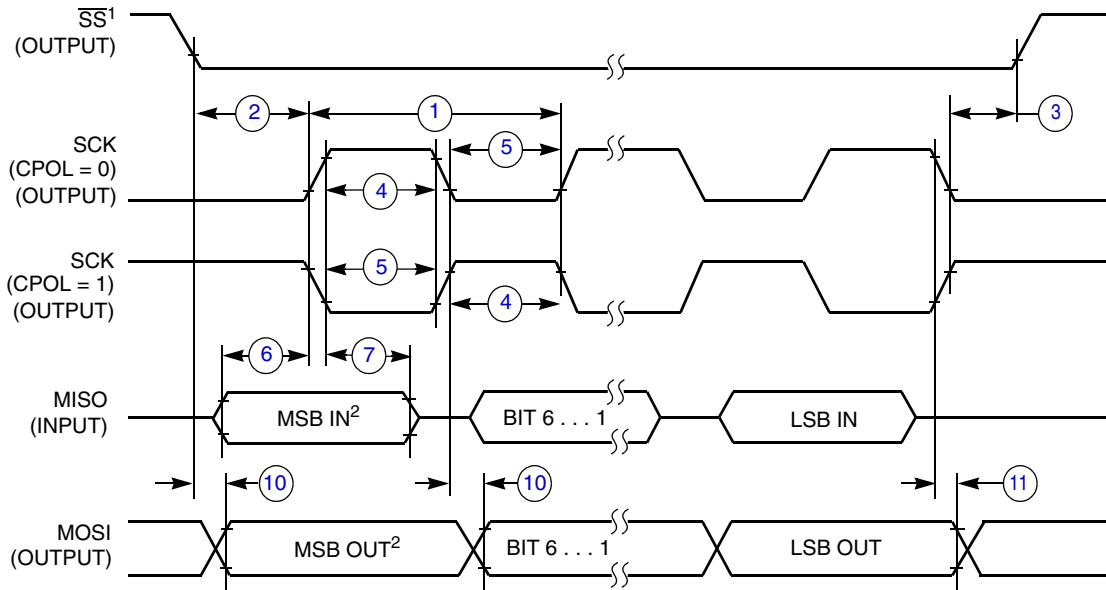 SS¹
(OUTPUT)
2
1
3
SCK
(CPOL = 0)
(OUTPUT)
5
4
SCK
(CPOL = 1)
(OUTPUT)
5
4
6
7
MISO
(INPUT)
MSB IN²
BIT 6 . . . 1
LSB IN
10
10
11
MOSI
(OUTPUT)
MSB OUT²
BIT 6 . . . 1
LSB OUT